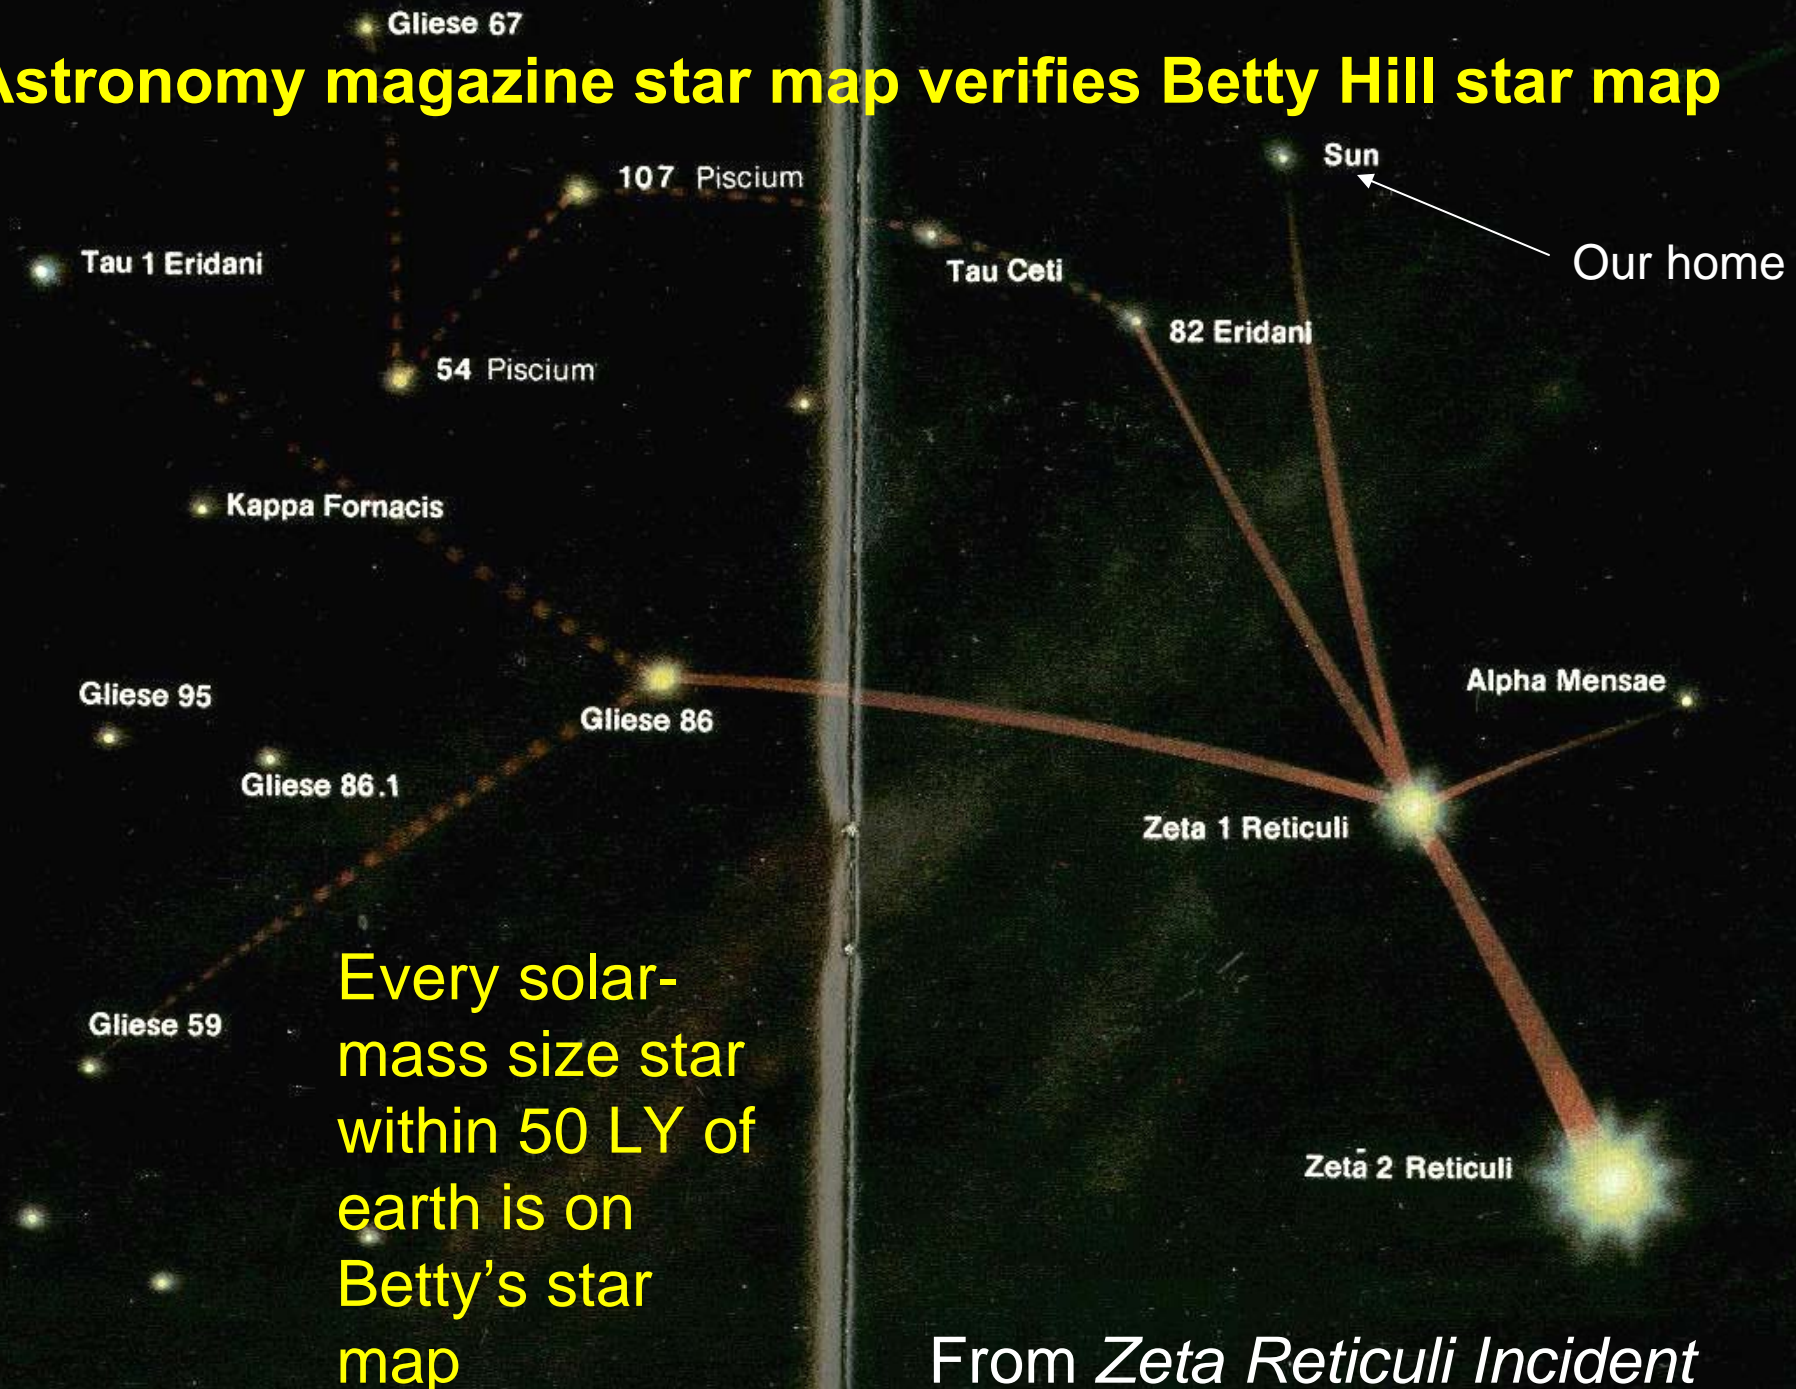 Gliese 67
Astronomy magazine star map verifies Betty Hill star map
Sun
107 Piscium
Our home
Tau 1 Eridani
Tau Ceti
82 Eridani
54 Piscium
Kappa Fornacis
Alpha Mensae
Gliese 95
Gliese 86
Gliese 86.1
Zeta 1 Reticuli
Every solar-
mass size star
within 50 LY of
earth is on
Betty’s star
map
Gliese 59
Zeta 2 Reticuli
From Zeta Reticuli Incident